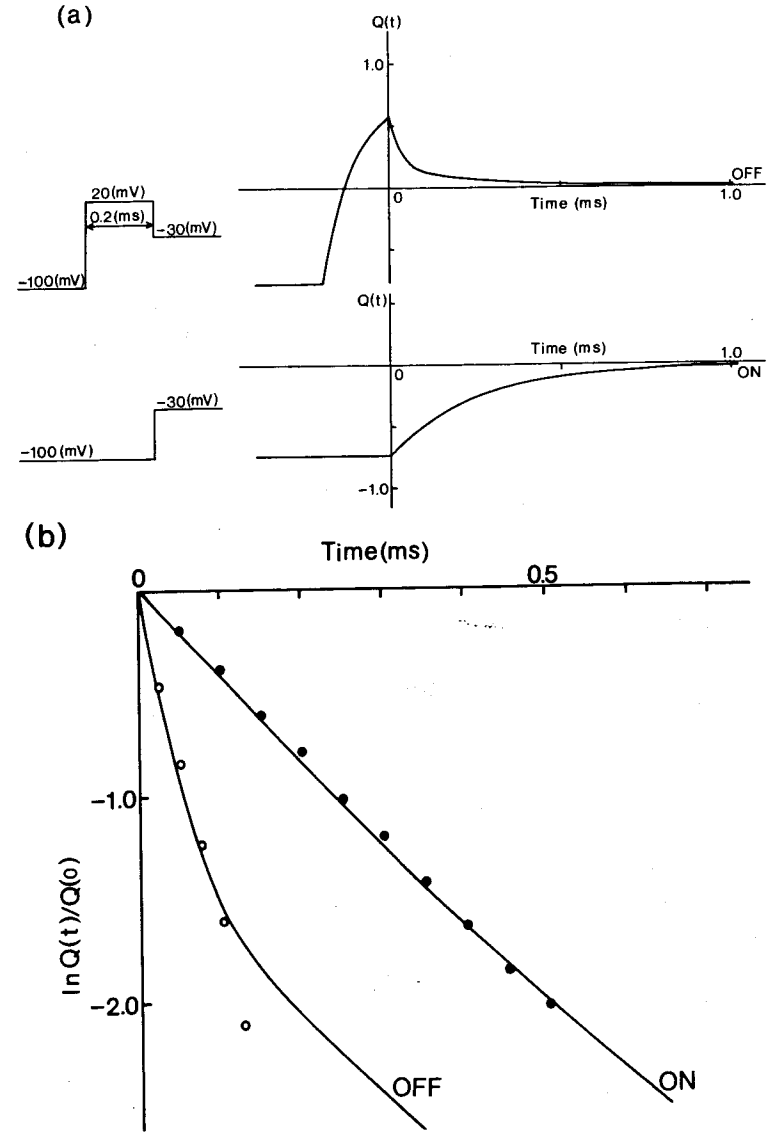 (a)
Q(t)
1.0
20(mV)
0.2(ms)
-30(mV)
-100(mV)
OFF
0
Time (ms)
1.0
Q(t)
-30(mV)
-100(mV)
Time (ms)
1.0
0
ON
-1.0
(b)
Time(ms)
0
0.5
-1.0
ln Q(t)/Q(0)
-2.0
OFF
ON